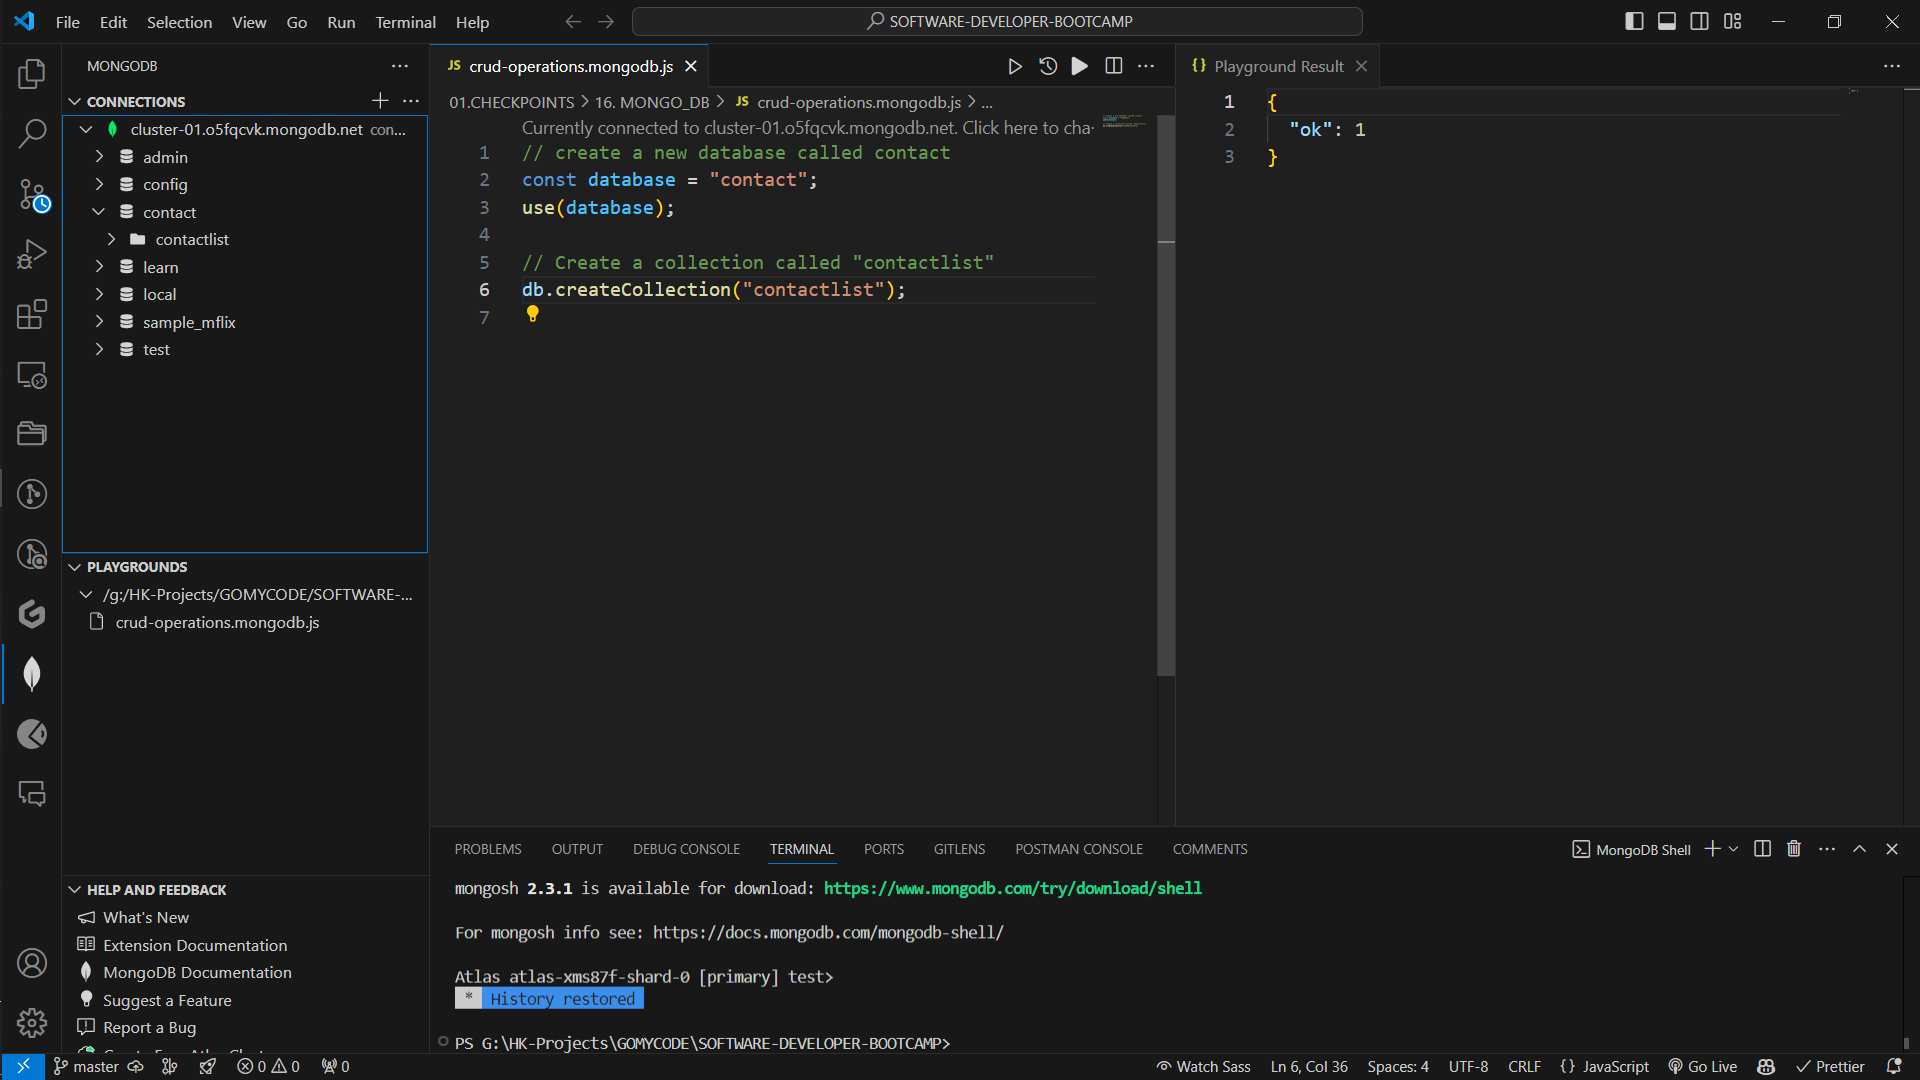 File Edit Selection View Go Run Terminal Help
SOFTWARE-DEVELOPER-BOOTCAMP
MONGODB
CONNECTIONS
cluster-01.o5fqcvk.mongodb.net con...
admin
config
contact
contactlist
learn
local
sample_mflix
test
PLAYGROUNDS
/g:/HK-Projects/GOMYCODE/SOFTWARE-...
crud-operations.mongodb.js
HELP AND FEEDBACK
What's New
Extension Documentation
MongoDB Documentation
Suggest a Feature
Report a Bug
JS crud-operations.mongodb.js
01.CHECKPOINTS > 16. MONGO_DB > JS crud-operations.mongodb.js > ...
Currently connected to cluster-01.o5fqcvk.mongodb.net. Click here to cha
1 // create a new database called contact
2 const database = "contact";
3 use(database);
4
5 // Create a collection called "contactlist"
6 db.createCollection("contactlist");
7
{} Playground Result
1 {
2 "ok": 1
3 }
PROBLEMS OUTPUT DEBUG CONSOLE TERMINAL PORTS GITLENS POSTMAN CONSOLE COMMENTS
MongoDB Shell
mongosh 2.3.1 is available for download: https://www.mongodb.com/try/download/shell
For mongosh info see: https://docs.mongodb.com/mongodb-shell/
Atlas atlas-xms87f-shard-0 [primary] test>
* History restored
PS G:\HK-Projects\GOMYCODE\SOFTWARE-DEVELOPER-BOOTCAMP>
master 0 0 0 Watch Sass Ln 6, Col 36 Spaces: 4 UTF-8 CRLF {} JavaScript Go Live Prettier